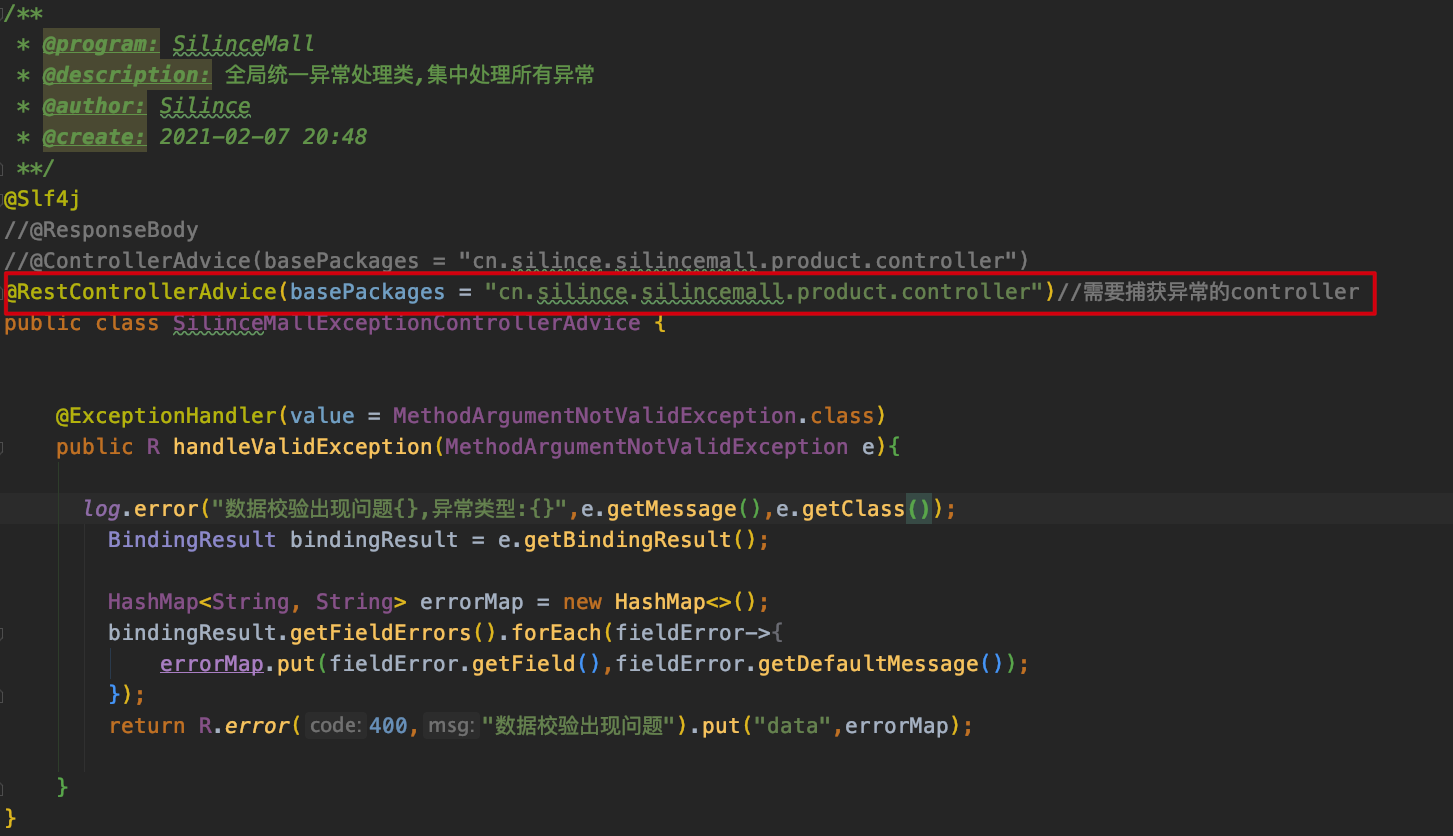 /**
 * @program: SilinceMall
 * @description: 全局统一异常处理类,集中处理所有异常
 * @author: Silince
 * @create: 2021-02-07 20:48
 **/
@Slf4j
//@ResponseBody
//@ControllerAdvice(basePackages = "cn.silince.silincemall.product.controller")
@RestControllerAdvice(basePackages = "cn.silince.silincemall.product.controller")//需要捕获异常的controller
public class SilinceMallExceptionControllerAdvice {
    @ExceptionHandler(value = MethodArgumentNotValidException.class)
    public R handleValidException(MethodArgumentNotValidException e){
      log.error("数据校验出现问题{},异常类型:{}",e.getMessage(),e.getClass());
        BindingResult bindingResult = e.getBindingResult();
        HashMap<String, String> errorMap = new HashMap<>();
        bindingResult.getFieldErrors().forEach(fieldError->{
            errorMap.put(fieldError.getField(),fieldError.getDefaultMessage());
        });
        return R.error( code: 400, msg: "数据校验出现问题").put("data",errorMap);
    }
}